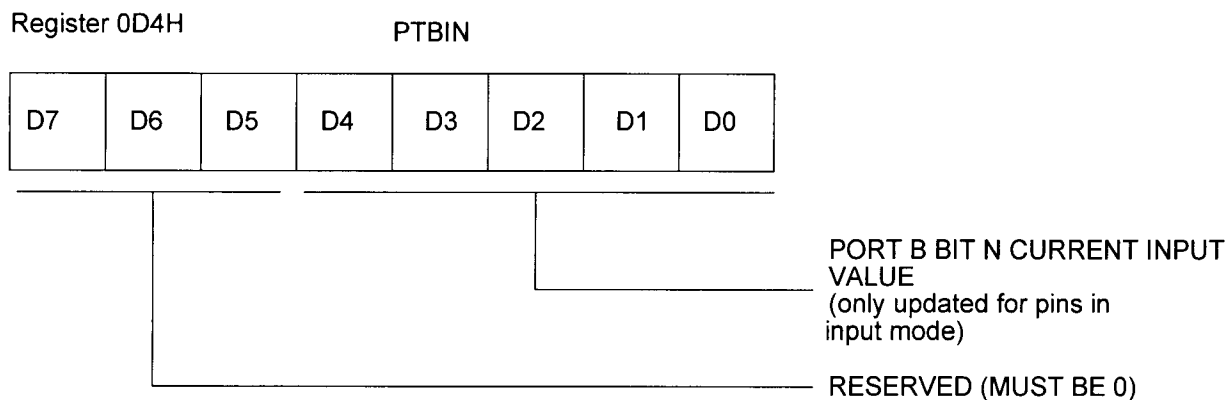 Register 0D4H
PTBIN
D7 D6 D5 D4 D3 D2 D1 D0
PORT B BIT N CURRENT INPUT
VALUE
(only updated for pins in
input mode)
RESERVED (MUST BE 0)